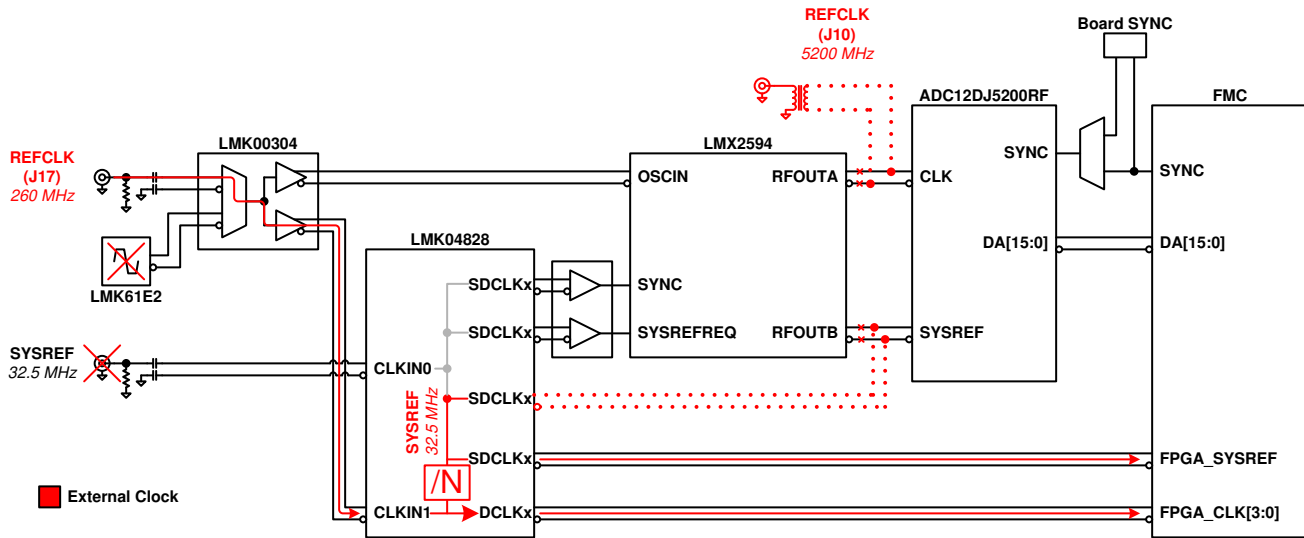 REFCLK
(J10)
5200 MHz
Board SYNC
ADC12DJ5200RF
FMC
LMK00304
LMX2594
REFCLK
(J17)
260 MHz
OSCIN
RFOUTA
CLK
SYNC
SYNC
LMK04828
DA[15:0]
DA[15:0]
LMK61E2
SDCLKx
SYNC
SDCLKx
SYSREFREQ
RFOUTB
SYSREF
SYSREF
32.5 MHz
CLKIN0
SYSREF
32.5 MHz
SDCLKx
SDCLKx
FPGA_SYSREF
/N
External Clock
CLKIN1
DCLKx
FPGA_CLK[3:0]